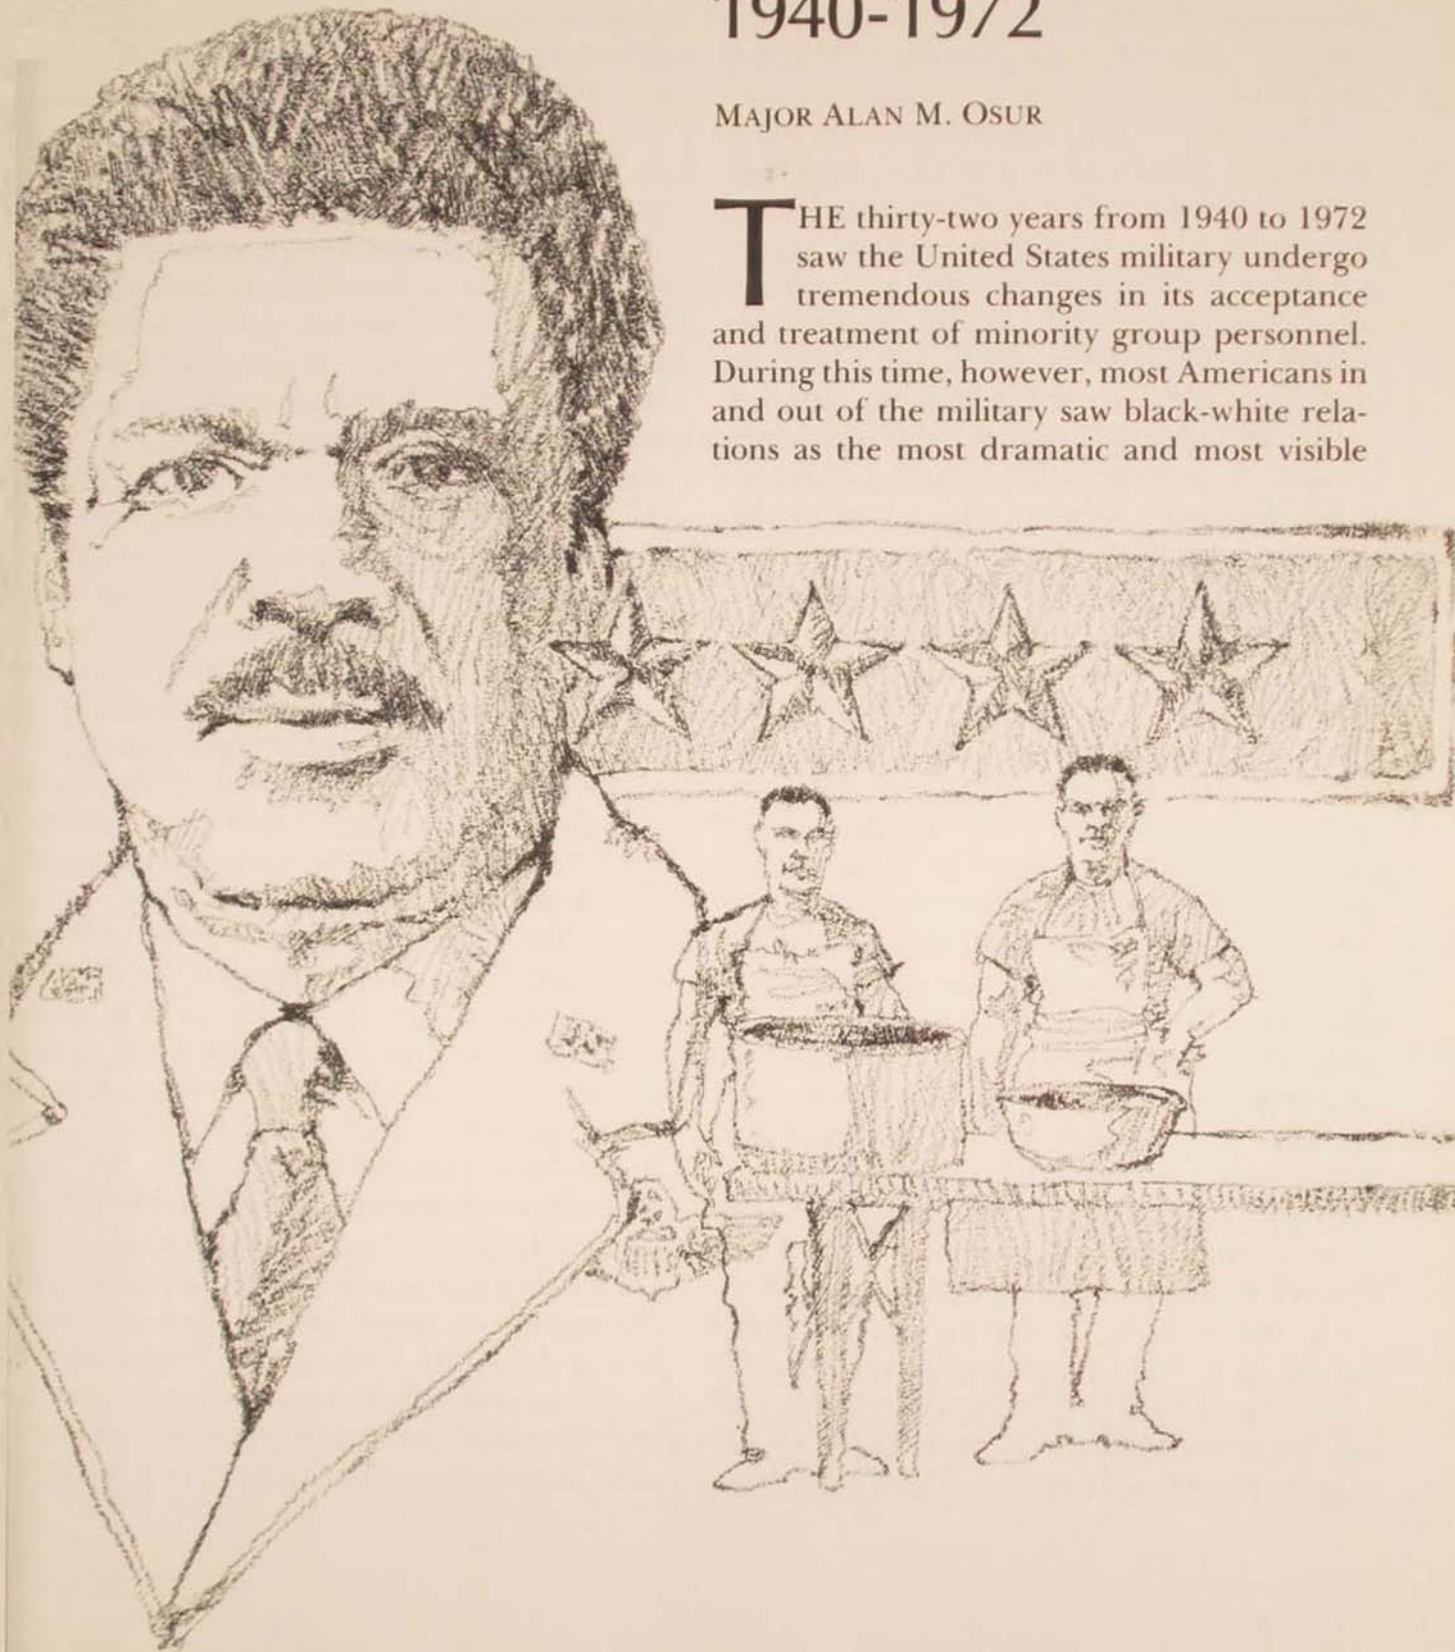 1940-1972
MAJOR ALAN M. OSUR
THE thirty-two years from 1940 to 1972
saw the United States military undergo
tremendous changes in its acceptance
and treatment of minority group personnel.
During this time, however, most Americans in
and out of the military saw black-white rela-
tions as the most dramatic and most visible